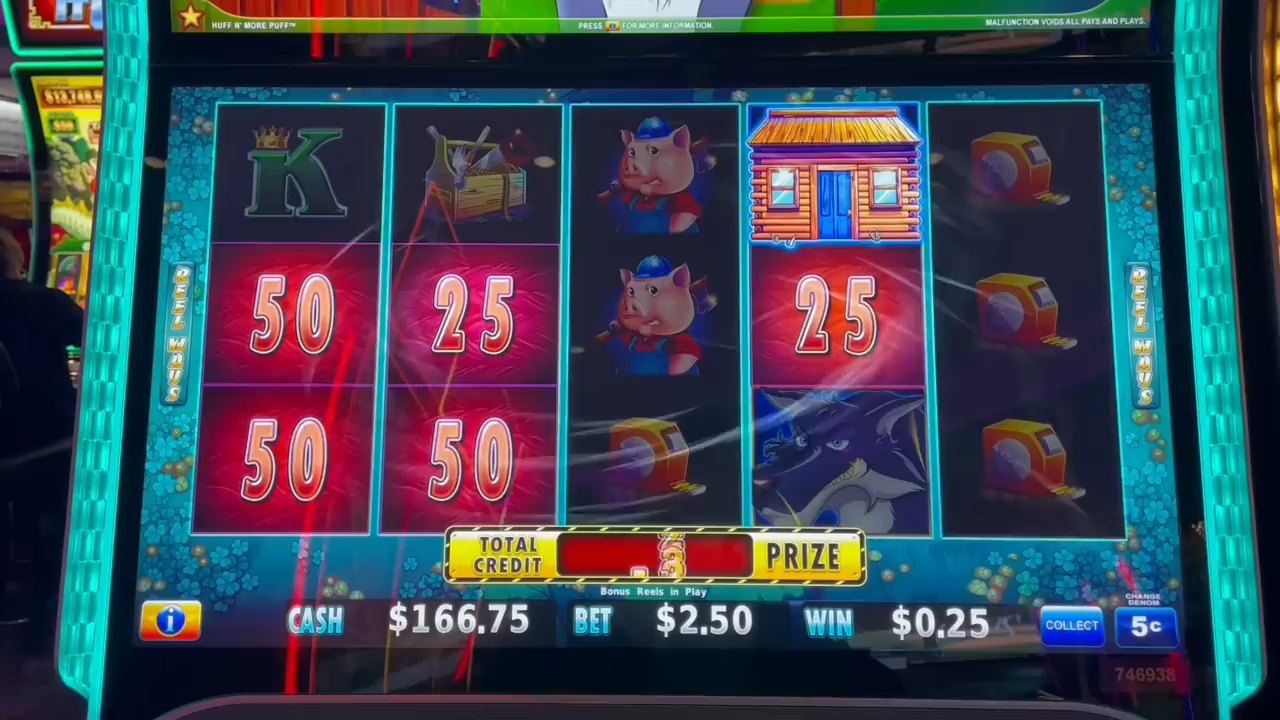 HUFF N' MORE PUFF™
PRESS i FOR MORE INFORMATION.
MALFUNCTION VOIDS ALL PAYS AND PLAYS.
K
50 25 25
50 50
REEL WAYS
REEL WAYS
TOTAL CREDIT PRIZE
Bonus Reels in Play
CASH $166.75 BET $2.50 WIN $0.25
COLLECT
CHANGE DENOM
5¢
746938